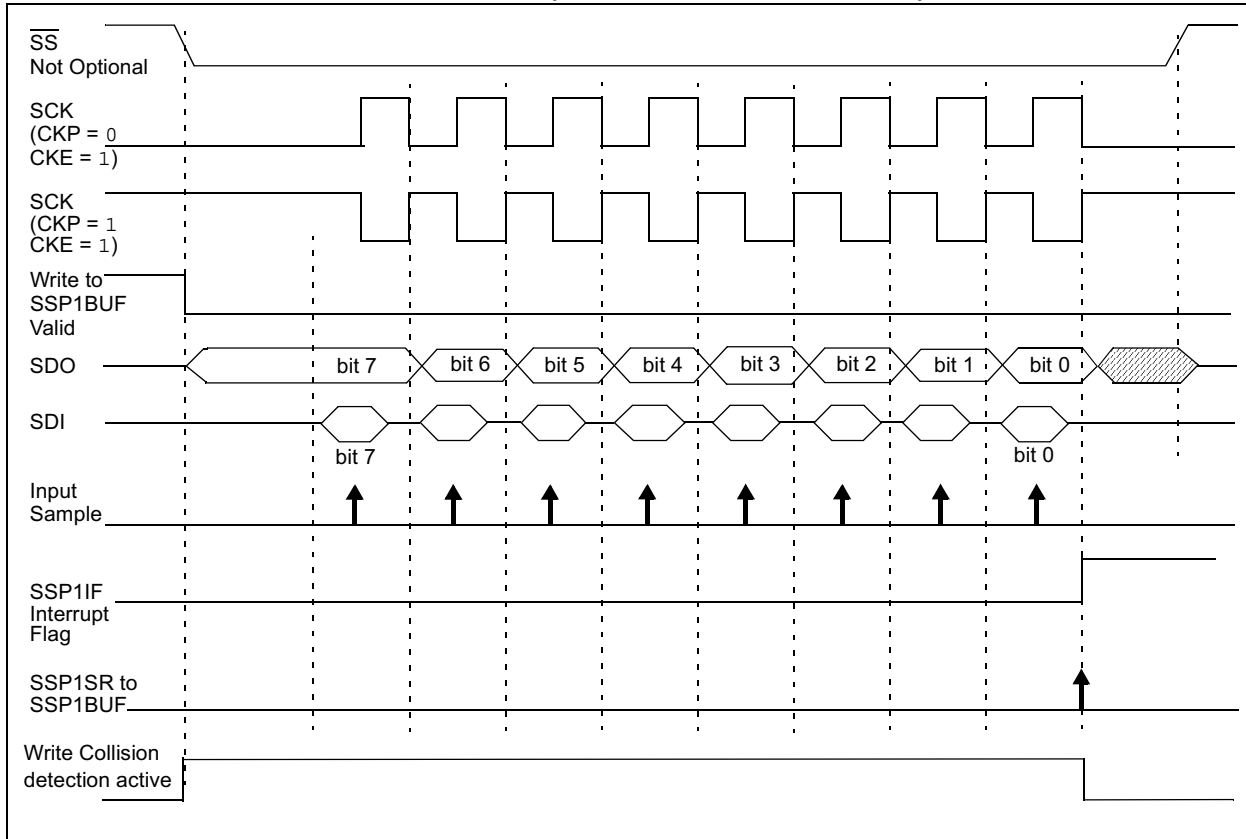 SS
Not Optional
SCK
(CKP = 0
CKE = 1)
SCK
(CKP = 1
CKE = 1)
Write to
SSP1BUF
Valid
SDO
bit 7 bit 6 bit 5 bit 4 bit 3 bit 2 bit 1 bit 0
SDI
bit 7 bit 0
Input
Sample
SSP1IF
Interrupt
Flag
SSP1SR to
SSP1BUF
Write Collision
detection active